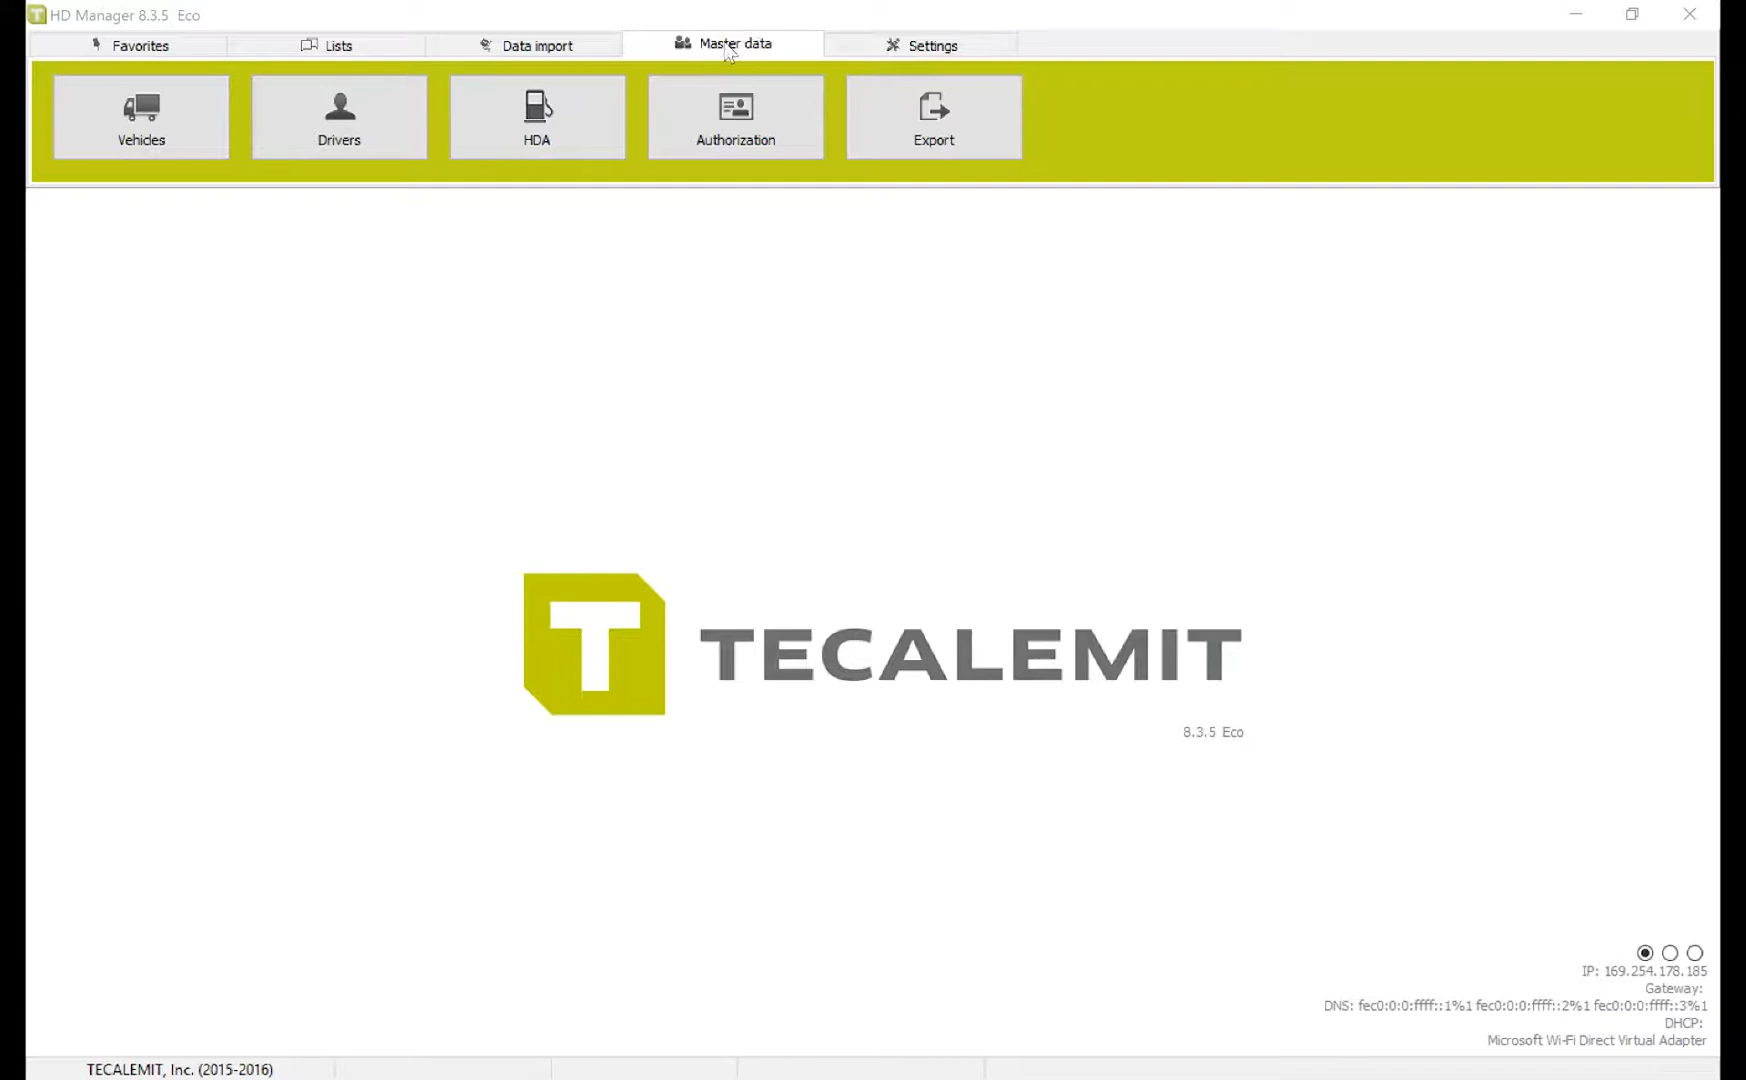 HD Manager 8.3.5 Eco
Favorites
Lists
Data import
Master data
Settings
Vehicles
Drivers
HDA
Authorization
Export
T TECALEMIT
8.3.5 Eco
IP: 169.254.178.185
Gateway:
DNS: fec0:0:0:ffff::1%1 fec0:0:0:ffff::2%1 fec0:0:0:ffff::3%1
DHCP:
Microsoft Wi-Fi Direct Virtual Adapter
TECALEMIT, Inc. (2015-2016)